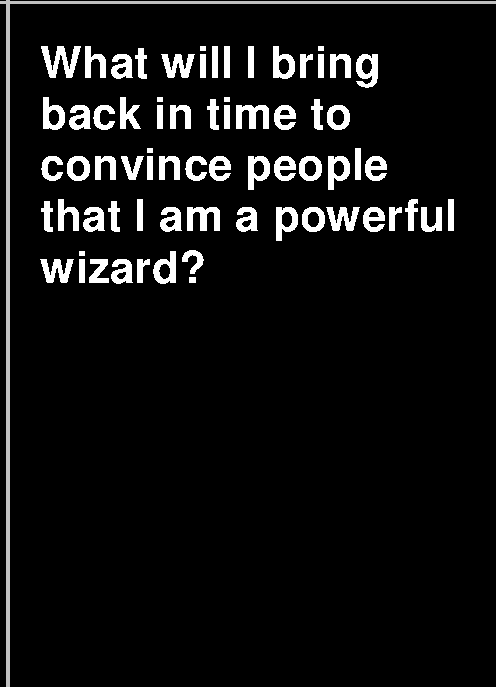 What will I bring
back in time to
convince people
that I am a powerful
wizard?